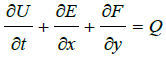 ∂U/∂t + ∂E/∂x + ∂F/∂y = Q